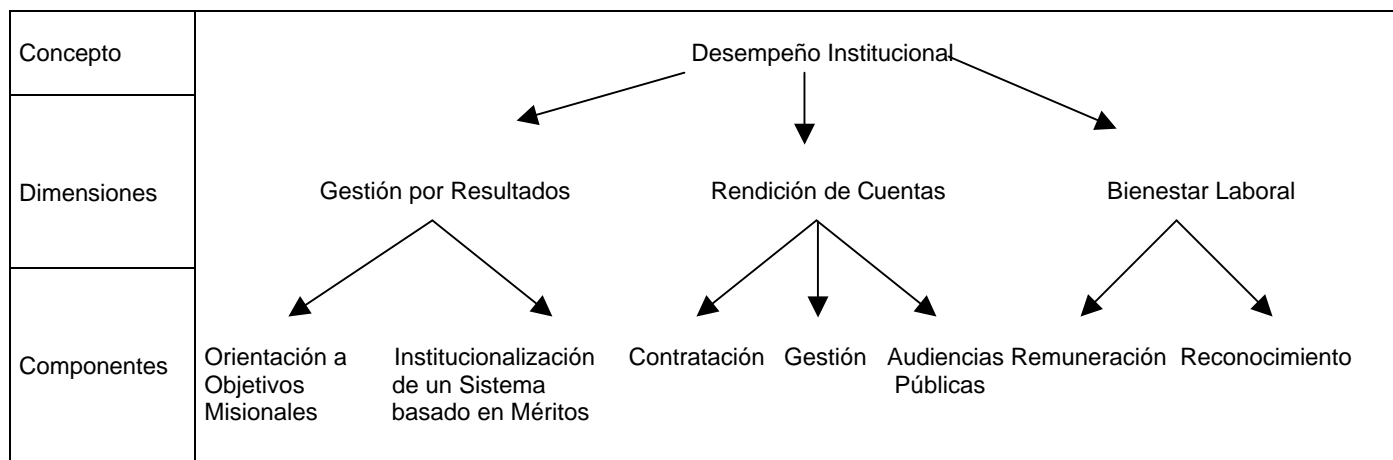 Concepto
Desempeño Institucional
Dimensiones
Gestión por Resultados
Rendición de Cuentas
Bienestar Laboral
Componentes
Orientación a
Objetivos
Misionales
Institucionalización
de un Sistema
basado en Méritos
Contratación
Gestión
Audiencias
Públicas
Remuneración
Reconocimiento